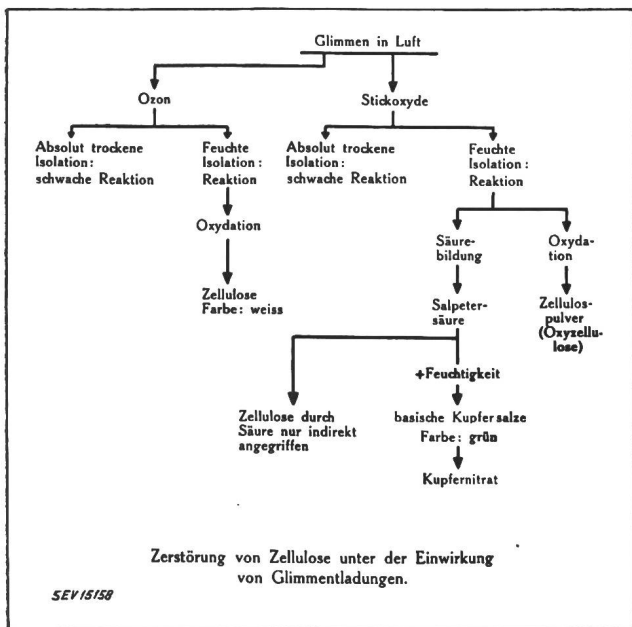 Glimmen in Luft
Ozon
Stickoxyde
Absolut trockene
Isolation:
schwache Reaktion
Feuchte
Isolation:
Reaktion
Absolut trockene
Isolation:
schwache Reaktion
Feuchte
Isolation:
Reaktion
Oxydation
Zellulose
Farbe: weiss
Säure-
bildung
Oxyda-
tion
Salpeter-
säure
Zellulos-
pulver
(Oxyzellu-
lose)
+Feuchtigkeit
Zellulose durch
Säure nur indirekt
angegriffen
basische Kupfersalze
Farbe: grün
Kupfernitrat
Zerstörung von Zellulose unter der Einwirkung
von Glimmentladungen.
SEV15158